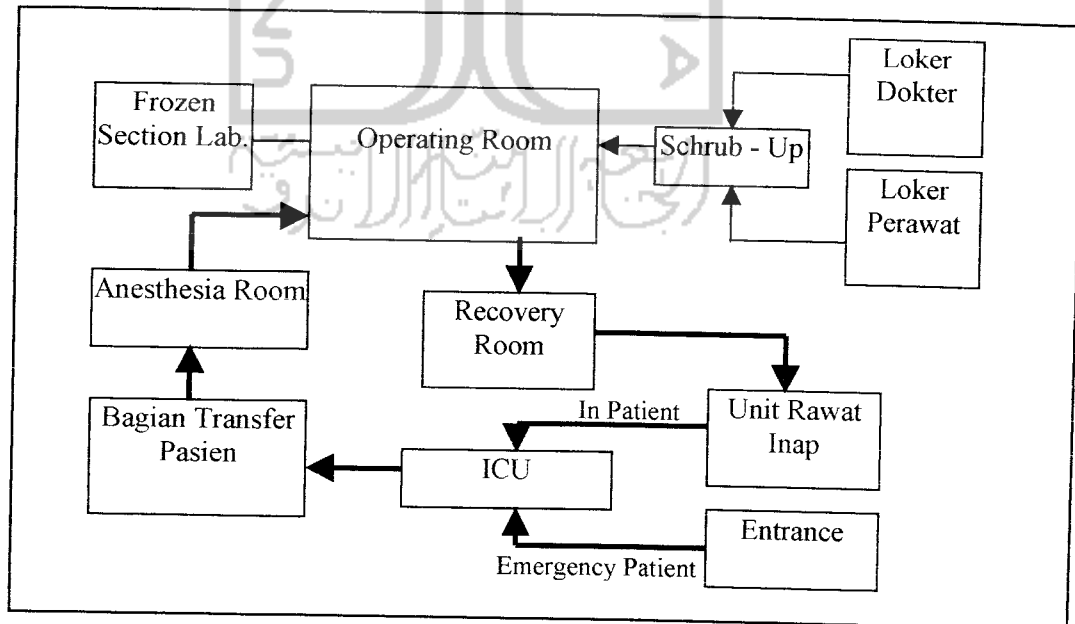 Frozen
Section Lab.
Operating Room
Schrub - Up
Loker
Dokter
Loker
Perawat
Anesthesia Room
Recovery
Room
Bagian Transfer
Pasien
In Patient
Unit Rawat
Inap
ICU
Entrance
Emergency Patient